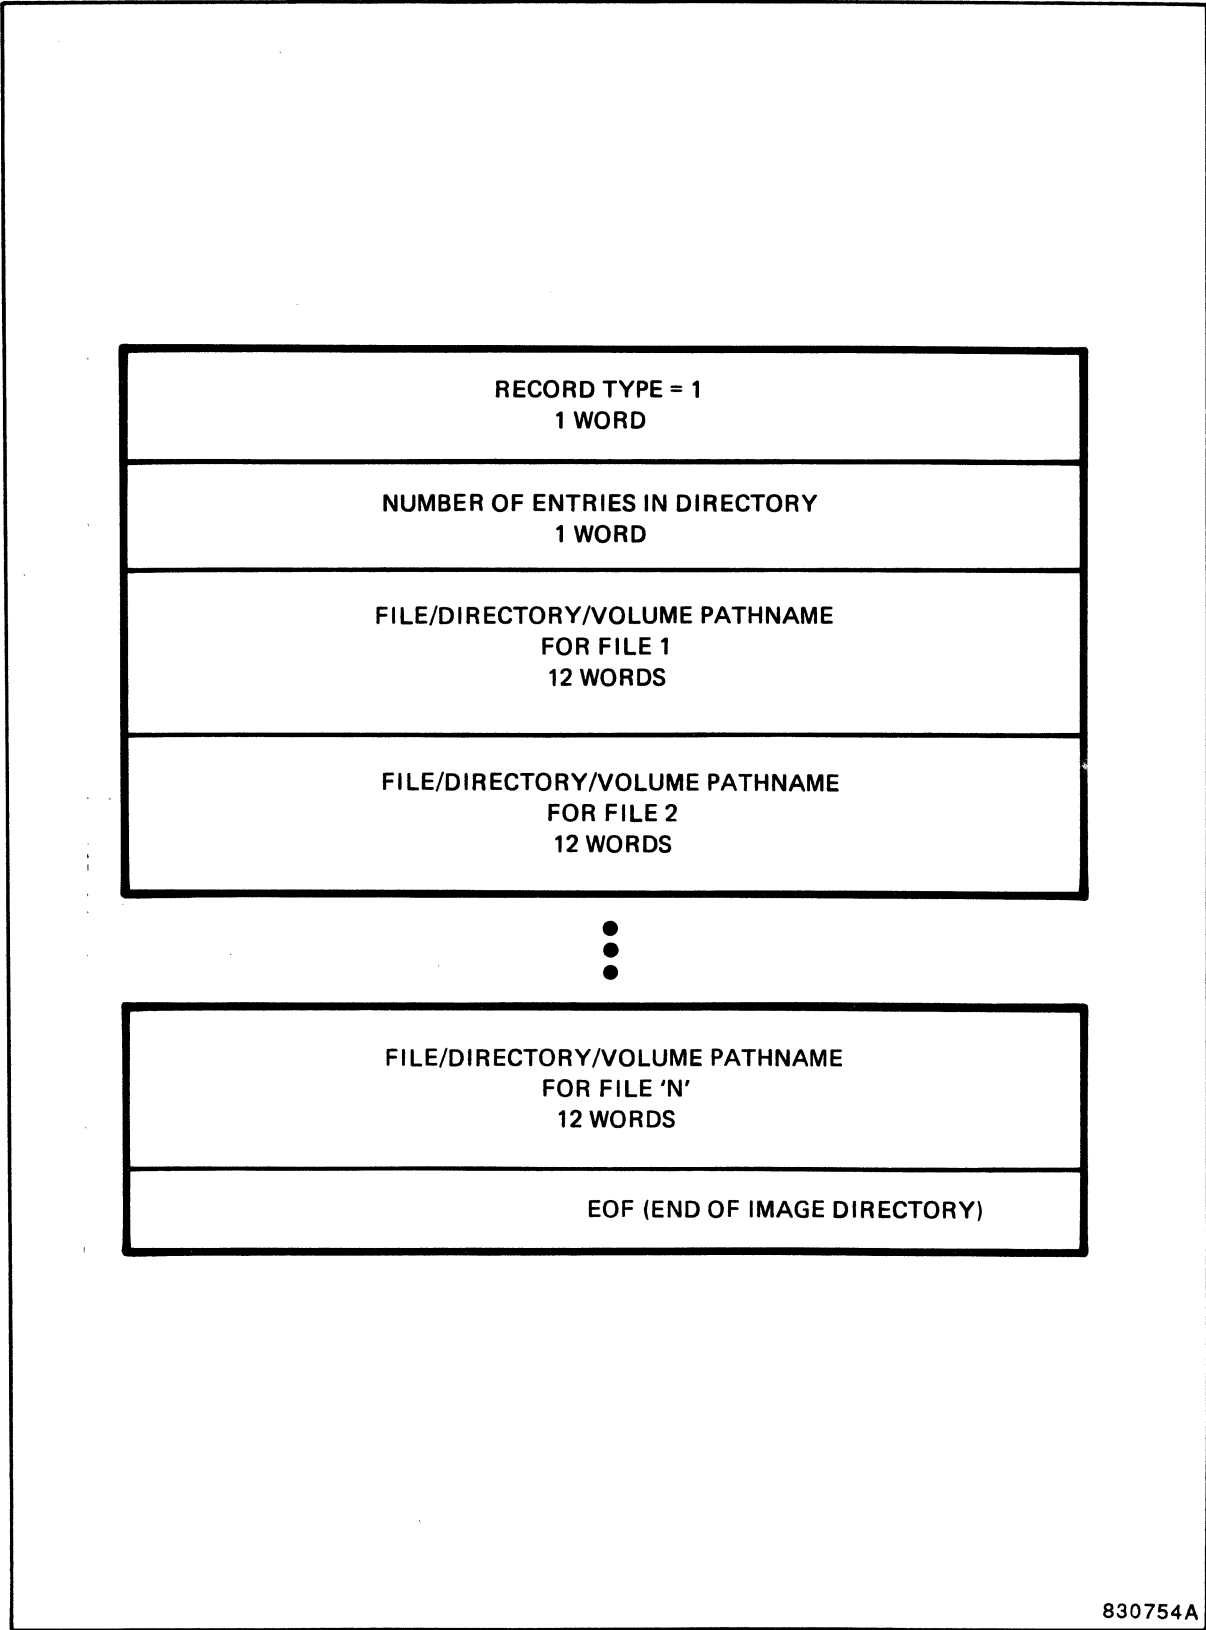 RECORD TYPE = 1
1 WORD
NUMBER OF ENTRIES IN DIRECTORY
1 WORD
FILE/DIRECTORY/VOLUME PATHNAME
FOR FILE 1
12 WORDS
FILE/DIRECTORY/VOLUME PATHNAME
FOR FILE 2
12 WORDS
FILE/DIRECTORY/VOLUME PATHNAME
FOR FILE 'N'
12 WORDS
EOF (END OF IMAGE DIRECTORY)
830754A